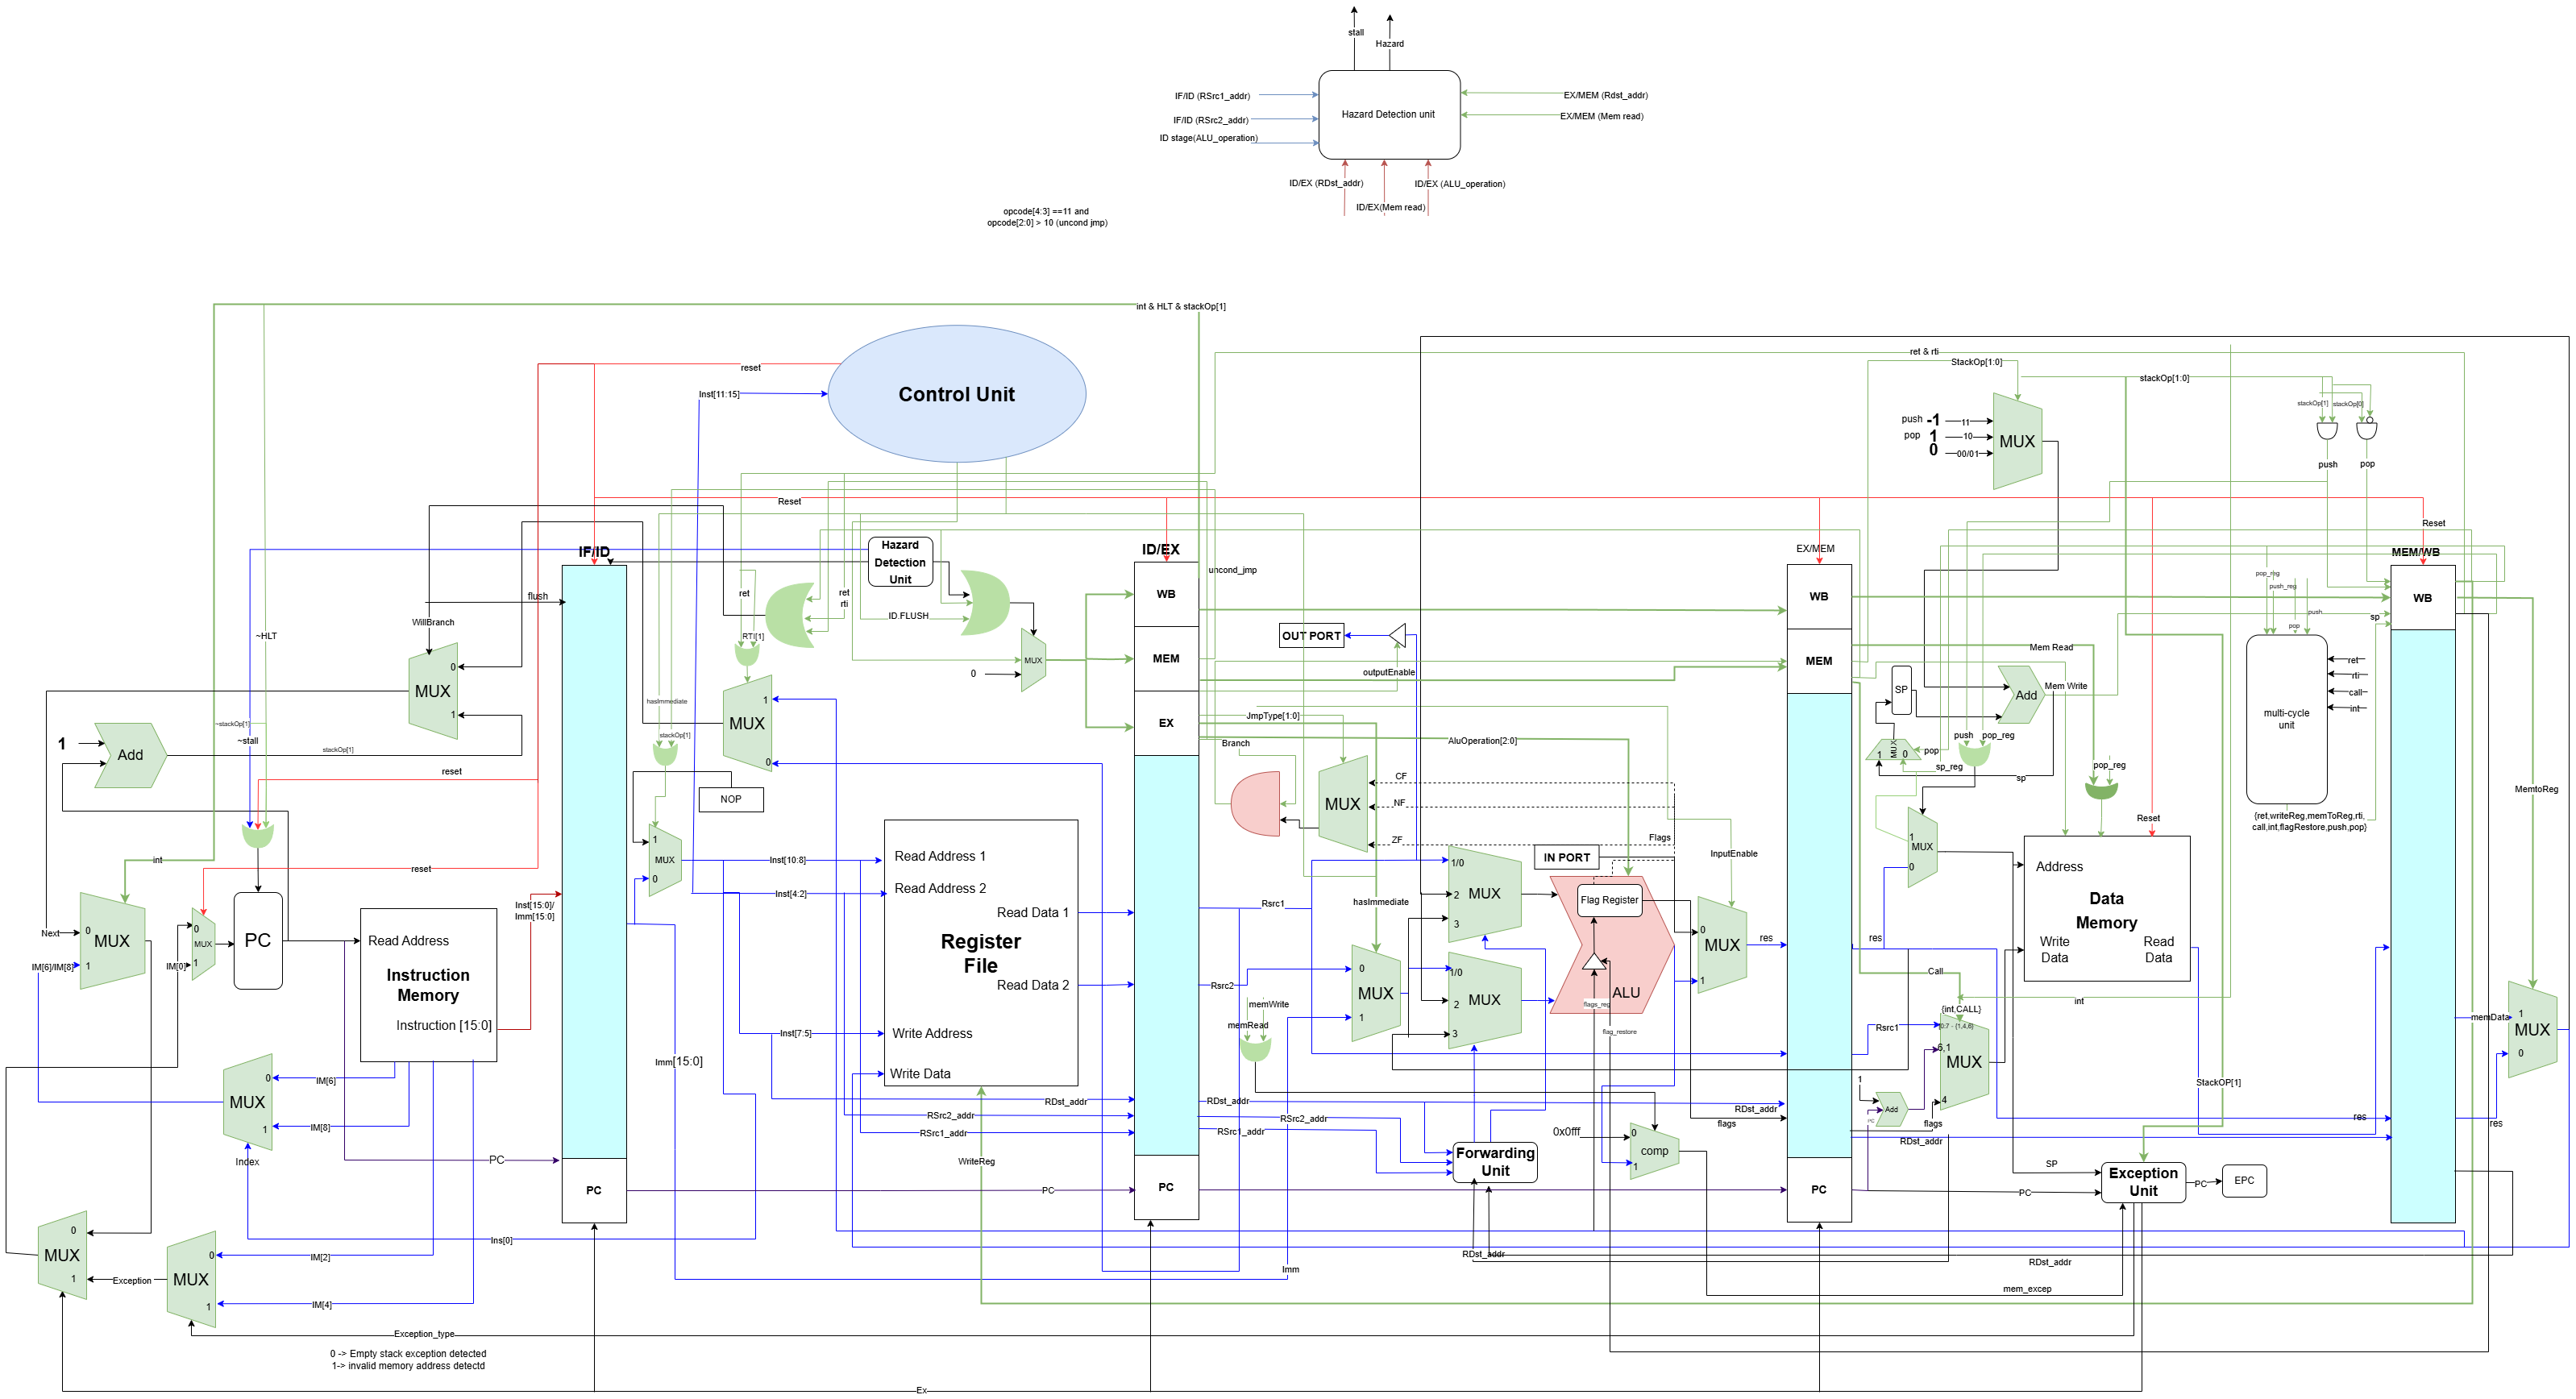 stall
Hazard
IF/ID (RSrc1_addr)
IF/ID (RSrc2_addr)
ID stage(ALU_operation)
Hazard Detection unit
EX/MEM (Rdst_addr)
EX/MEM (Mem read)
ID/EX (RDst_addr)
ID/EX(Mem read)
ID/EX (ALU_operation)
opcode[4:3] ==11 and
opcode[2:0] > 10 (uncond jmp)
int & HLT & stackOp[1]
reset
Control Unit
Inst[11:15]
Reset
ret & rti
StackOp[1:0]
stackOp[1:0]
push -1
11
pop 1
10
0
00/01
MUX
stackOp[1]
stackOp[0]
push
pop
Reset
IF/ID
Hazard
Detection
Unit
ID/EX
uncond_jmp
EX/MEM
MEM/WB
flush
WillBranch
~HLT
ret
ret
rti
RTI[1]
ID.FLUSH
MUX
0
WB
MEM
EX
OUT PORT
outputEnable
WB
MEM
Mem Read
SP
Add
Mem Write
push
pop_reg
pop_reg
push_reg
push
pop
sp
multi-cycle
unit
ret
rti
call
int
WB
0
MUX
1
~stackOp[1]
~stall
1
Add
stackOp[1]
reset
hasImmediate
stackOp[1]
1
MUX
0
NOP
JmpType[1:0]
Branch
AluOperation[2:0]
MUX
CF
NF
ZF
Flags
1
MUX
0
pop
sp_reg
sp
pop_reg
{ret,writeReg,memToReg,rti,
call,int,flagRestore,push,pop}
MemtoReg
int
reset
1
MUX
0
Inst[10:8]
Read Address 1
Inst[4:2]
Read Address 2
Read Data 1
Register
File
Read Data 2
Inst[7:5]
Write Address
Write Data
Rsrc1
Rsrc2
hasImmediate
1/0
2
MUX
3
IN PORT
InputEnable
Flag Register
ALU
flags_reg
flag_restore
0
MUX
1
res
res
1
MUX
0
Reset
Address
Data
Memory
Write
Data
Read
Data
Next
0
MUX
1
IM[6]/IM[8]
0
MUX
1
IM[0]
PC
Read Address
Instruction
Memory
Instruction [15:0]
Inst[15:0]/
Imm[15:0]
Imm[15:0]
0
MUX
1
1/0
MUX
2
3
memWrite
memRead
Call
int
{int,CALL}
0:7 - {1,4,6}
Rsrc1
6,1
MUX
4
1
Add
PC
flags
StackOP[1]
memData
1
MUX
0
res
res
0
MUX
1
IM[6]
IM[8]
Index
PC
RDst_addr
RSrc2_addr
RSrc1_addr
WriteReg
RDst_addr
RSrc2_addr
RSrc1_addr
Forwarding
Unit
0x0fff
0
comp
1
RDst_addr
flags
RDst_addr
SP
PC
Exception
Unit
PC
EPC
PC
PC
PC
PC
0
MUX
1
Exception
0
MUX
1
IM[2]
IM[4]
Ins[0]
Imm
RDst_addr
RDst_addr
mem_excep
Exception_type
0 -> Empty stack exception detected
1-> invalid memory address detectd
Ex